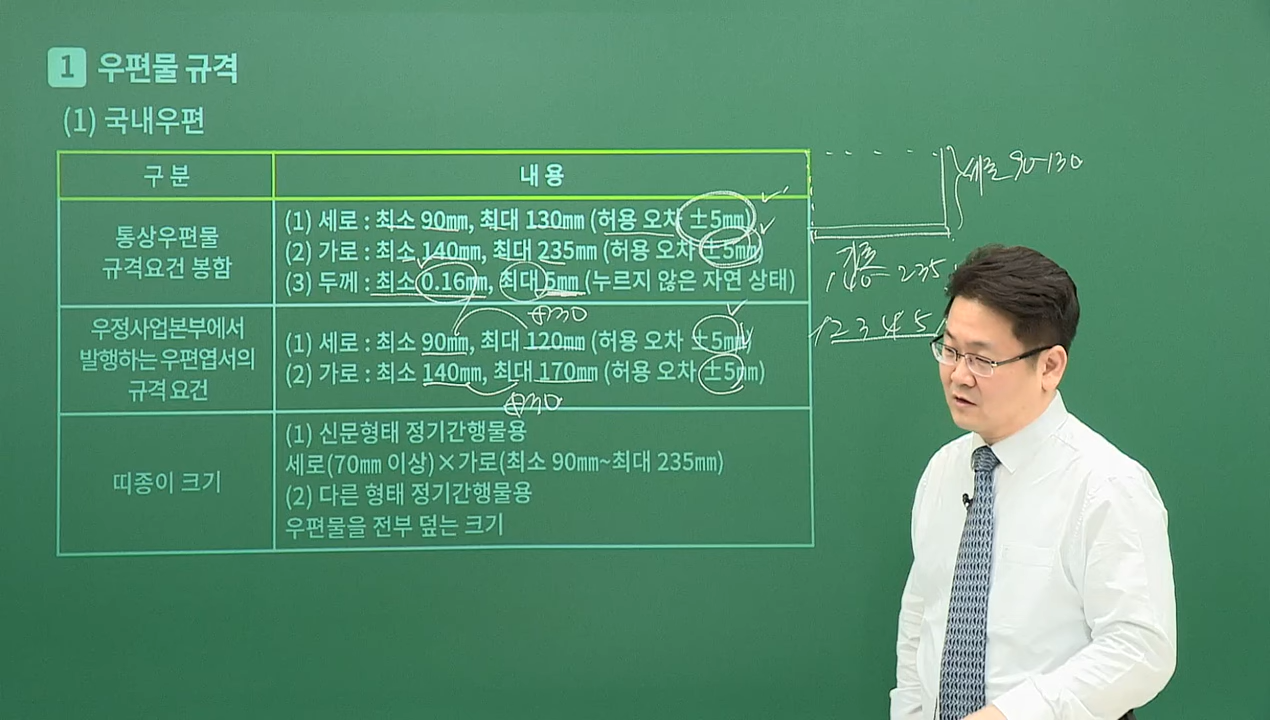 1 우편물 규격
(1) 국내우편
구 분
내 용
통상우편물
규격요건 봉함
(1) 세로 : 최소 90㎜, 최대 130㎜ (허용 오차 ±5㎜)
(2) 가로 : 최소 140㎜, 최대 235㎜ (허용 오차 ±5㎜)
(3) 두께 : 최소 0.16㎜, 최대 5㎜ (누르지 않은 자연 상태)
⊕30
우정사업본부에서
발행하는 우편엽서의
규격 요건
(1) 세로 : 최소 90㎜, 최대 120㎜ (허용 오차 ±5㎜)
(2) 가로 : 최소 140㎜, 최대 170㎜ (허용 오차 ±5㎜)
⊕30
띠종이 크기
(1) 신문형태 정기간행물용
세로(70㎜ 이상)×가로(최소 90㎜~최대 235㎜)
(2) 다른 형태 정기간행물용
우편물을 전부 덮는 크기
세로 90-130
235
1 2 3 4 5